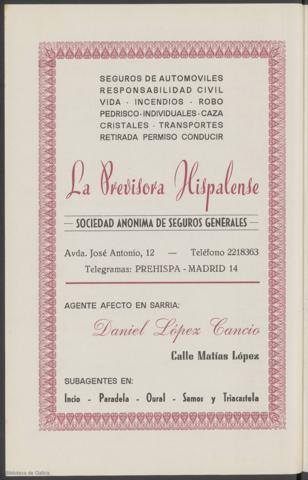 SEGUROS DE AUTOMOVILES
RESPONSABILIDAD CIVIL
VIDA - INCENDIOS - ROBO
PEDRISCO-INDIVIDUALES-CAZA
CRISTALES - TRANSPORTES
RETIRADA PERMISO CONDUCIR
La Previsora Hispalense
SOCIEDAD ANONIMA DE SEGUROS GENERALES
Avda. José Antonio, 12 — Teléfono 2218363
Telegramas: PREHISPA - MADRID 14
AGENTE AFECTO EN SARRIA:
Daniel López Cancio
Calle Matías López
SUBAGENTES EN:
Incio - Paradela - Oural - Samos y Triacastela
Biblioteca de Galicia